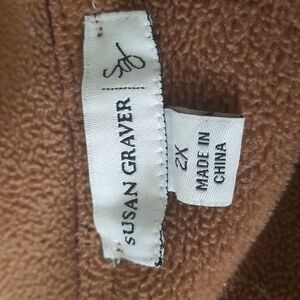 SUSAN GRAVER
2X
MADE IN
CHINA